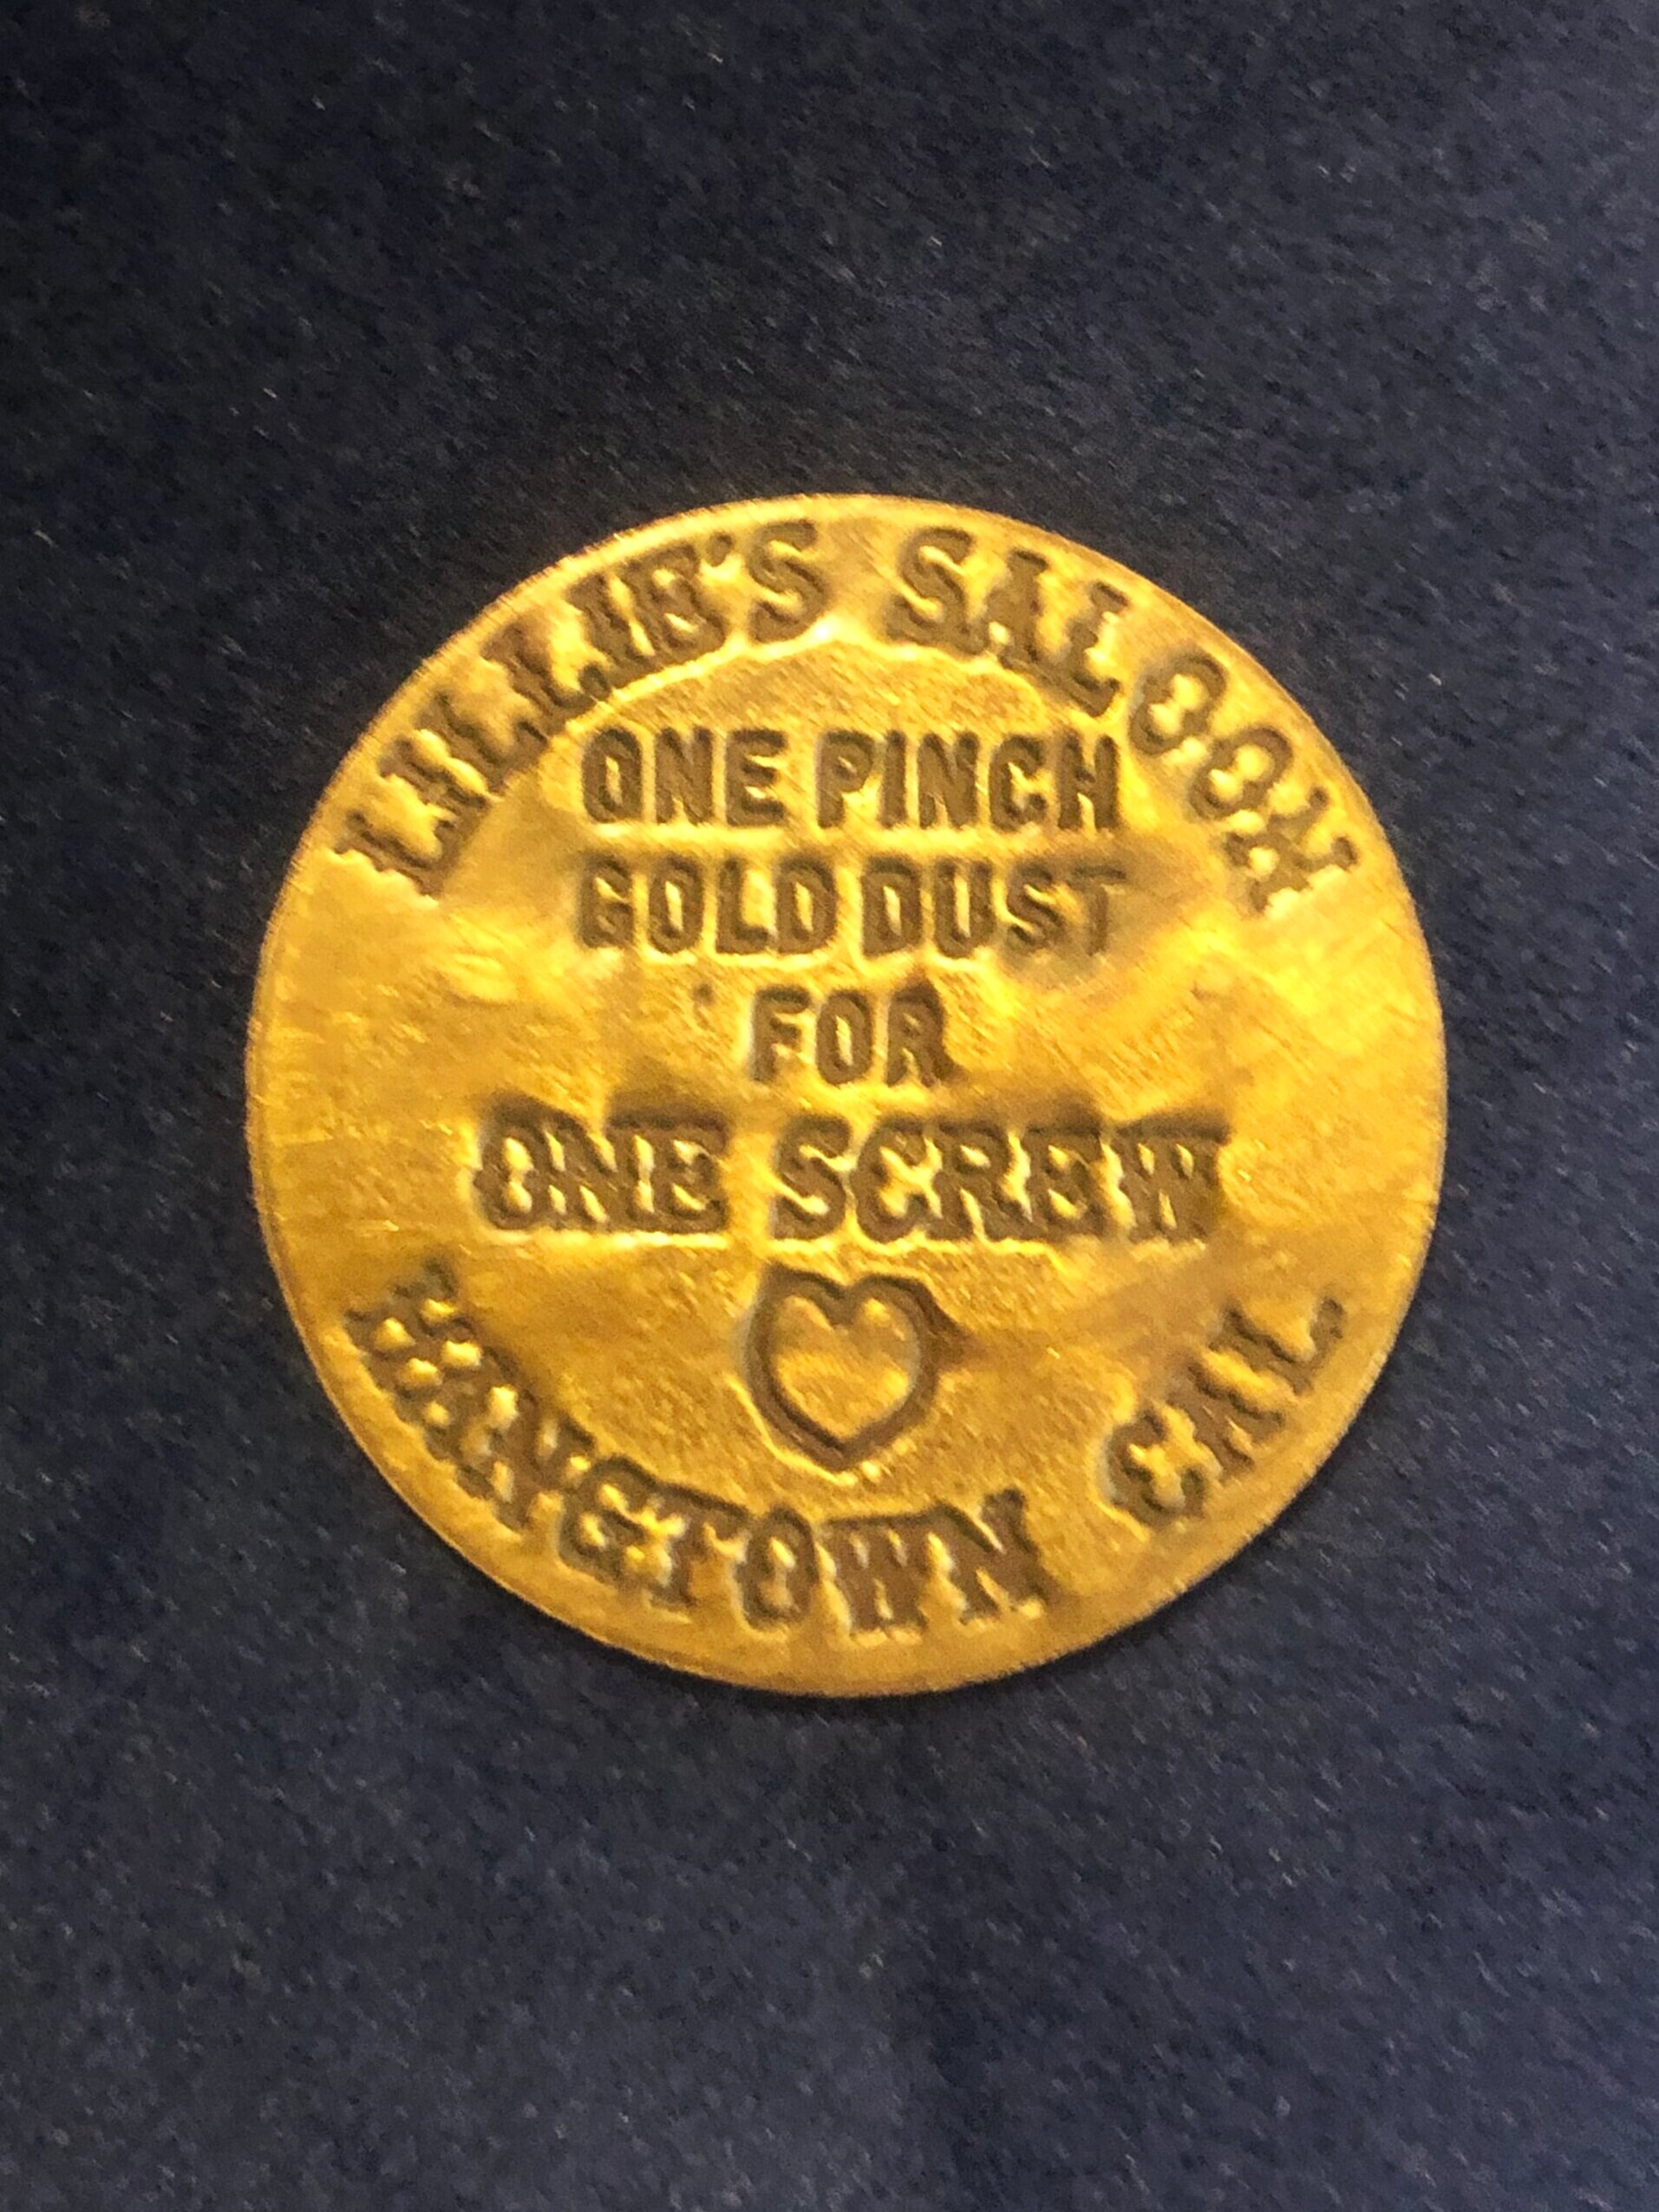 LILLIE'S SALOON
ONE PINCH
GOLD DUST
FOR
ONE SCREW
HANGTOWN CAL.